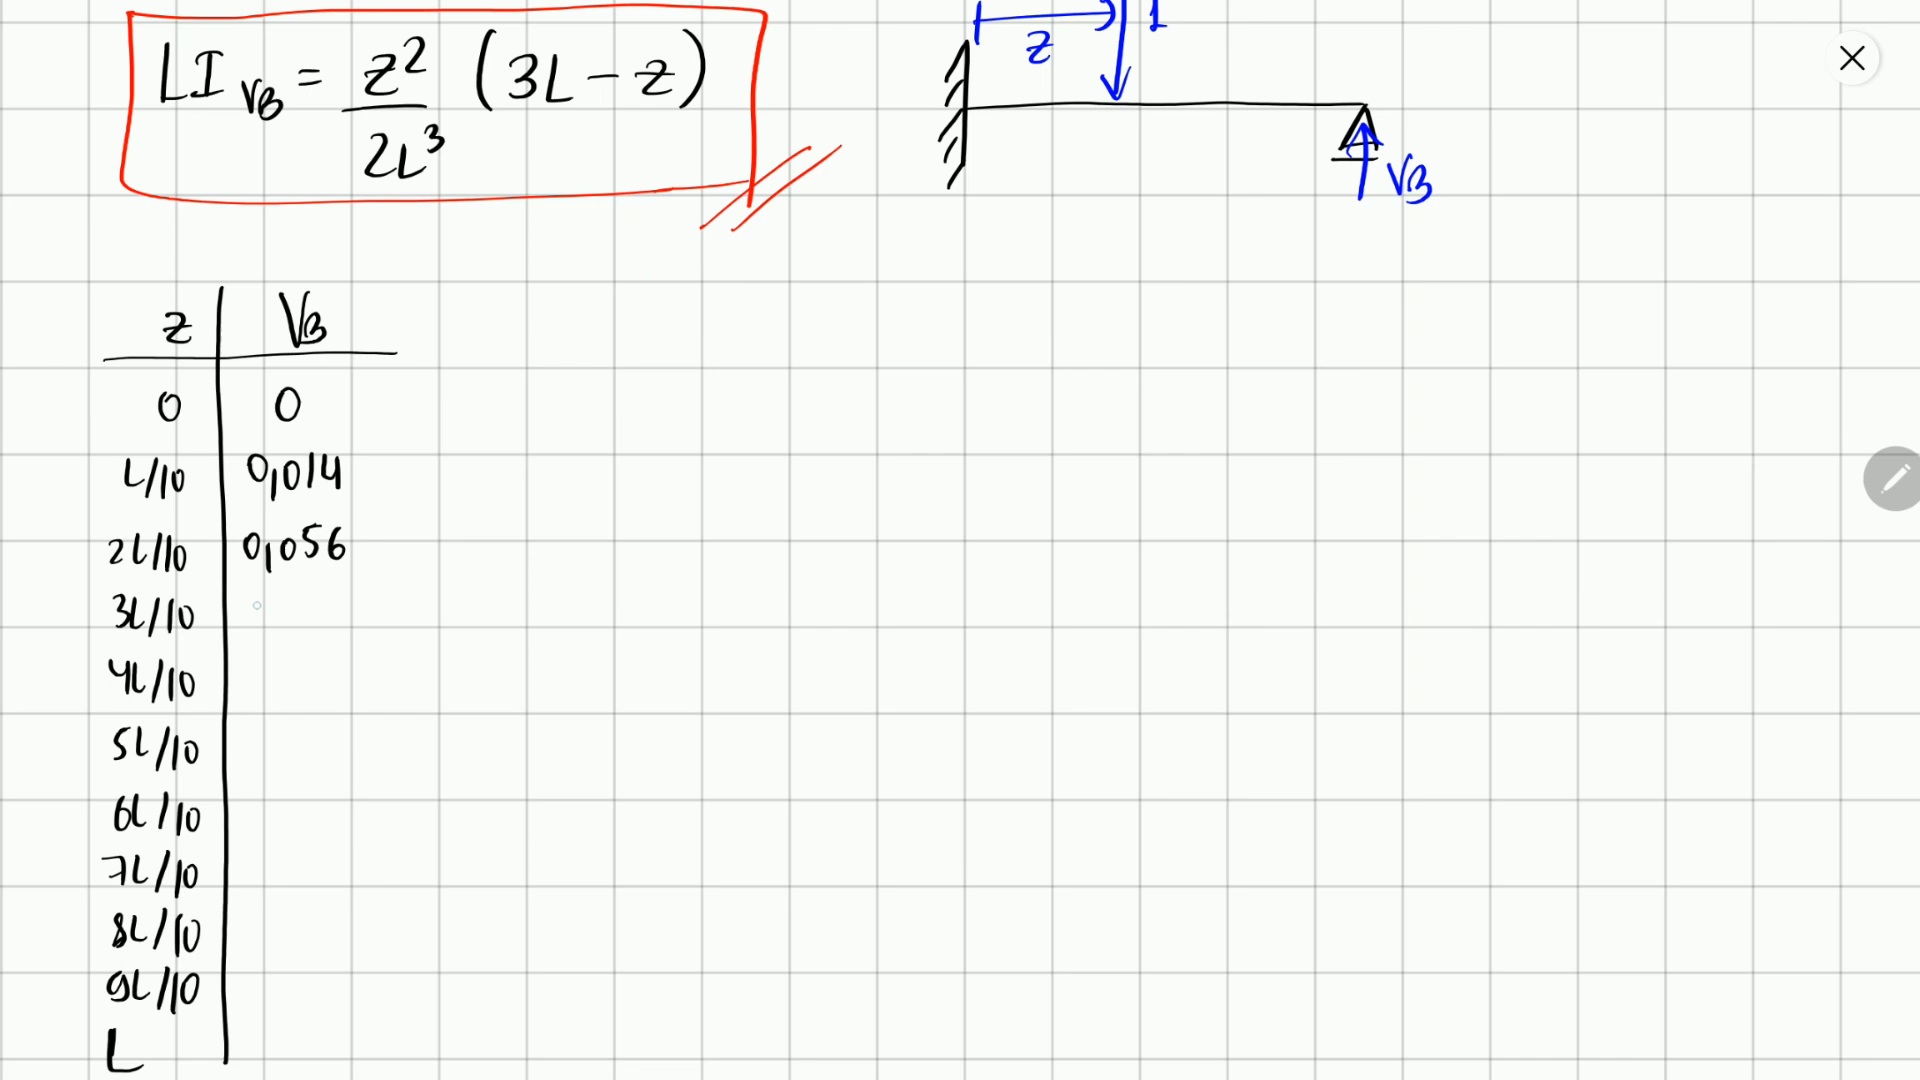 LI_VB = z²/2L³ (3L - z)
1
z
VB
z | VB
0 | 0
L/10 | 0,014
2L/10 | 0,056
3L/10
4L/10
5L/10
6L/10
7L/10
8L/10
9L/10
L